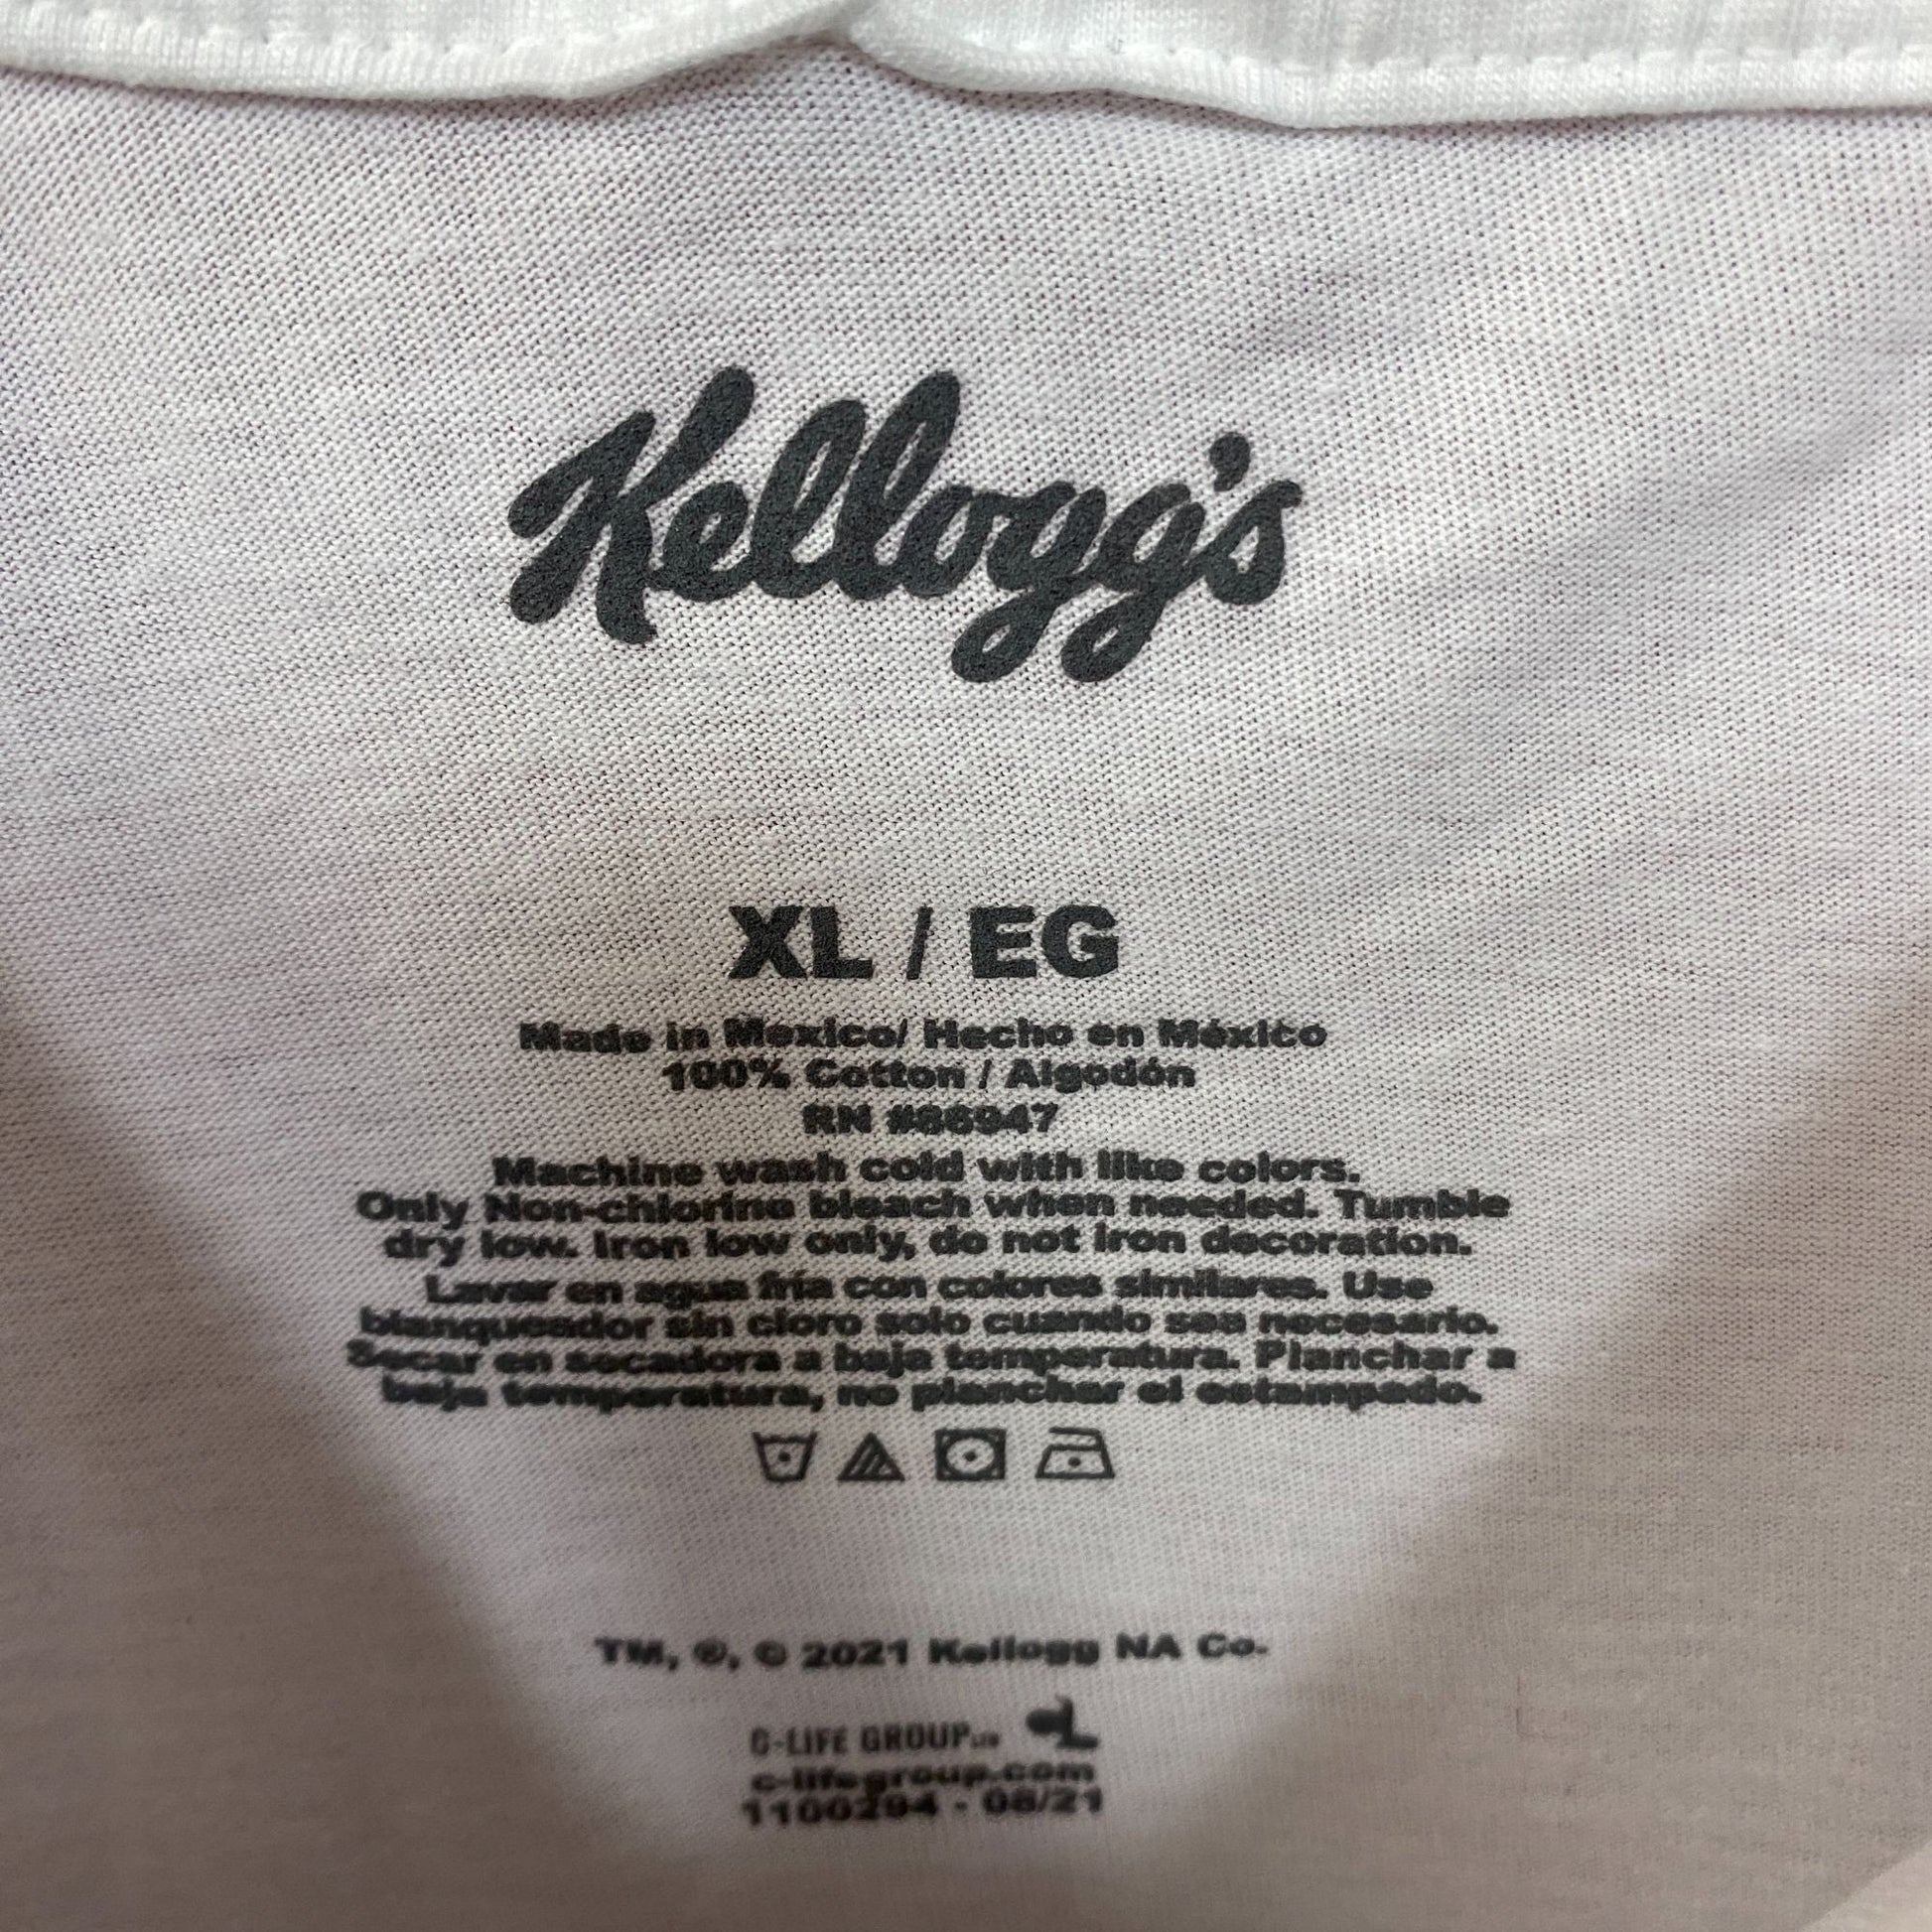 Kellogg's
XL / EG
Made in Mexico/ Hecho en México
100% Cotton / Algodón
RN #86947
Machine wash cold with like colors.
Only Non-chlorine bleach when needed. Tumble
dry low. Iron low only, do not iron decoration.
Lavar en agua fría con colores similares. Use
blanqueador sin cloro solo cuando sea necesario.
Secar en secadora a baja temperatura. Planchar a
baja temperatura, no planchar el estampado.
TM, ®, © 2021 Kellogg NA Co.
C-LIFE GROUP LTD
c-lifegroup.com
1100294 - 08/21